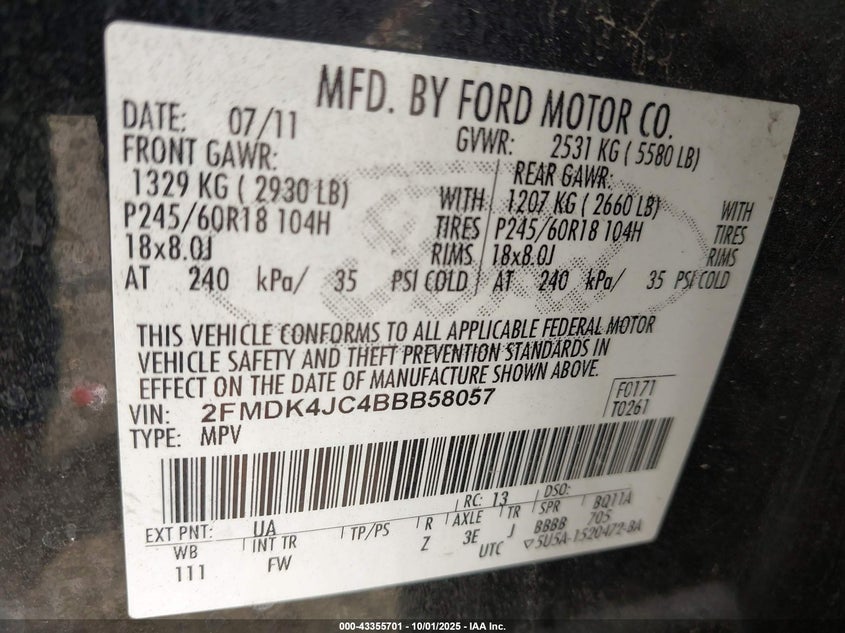 MFD. BY FORD MOTOR CO.
DATE: 07/11 GVWR: 2531 KG ( 5580 LB)
FRONT GAWR: REAR GAWR:
1329 KG ( 2930 LB) WITH 1207 KG ( 2660 LB) WITH
P245/60R18 104H TIRES P245/60R18 104H TIRES
18x8.0J RIMS 18x8.0J RIMS
AT 240 kPa/ 35 PSI COLD AT 240 kPa/ 35 PSI COLD
THIS VEHICLE CONFORMS TO ALL APPLICABLE FEDERAL MOTOR
VEHICLE SAFETY AND THEFT PREVENTION STANDARDS IN
EFFECT ON THE DATE OF MANUFACTURE SHOWN ABOVE.
VIN: 2FMDK4JC4BBB58057 F0171
TYPE: MPV T0261
EXT PNT: UA RC: 13 DSO:
WB INT TR TP/PS R AXLE TR SPR BQ11A
111 FW Z 3E J BBBB 705
UTC ▽5U5A-1520472-BA
000-43355701 - 10/01/2025 - IAA Inc.